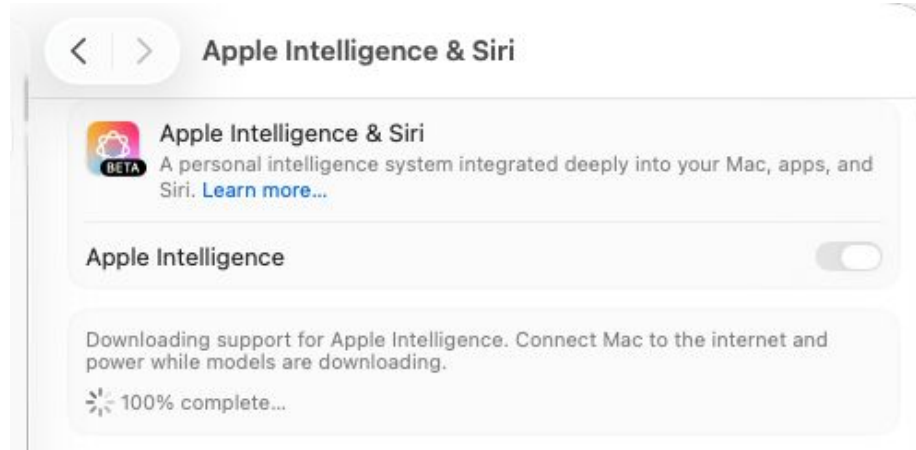 Apple Intelligence & Siri
Apple Intelligence & Siri
BETA
A personal intelligence system integrated deeply into your Mac, apps, and
Siri. Learn more...
Apple Intelligence
Downloading support for Apple Intelligence. Connect Mac to the internet and
power while models are downloading.
100% complete...